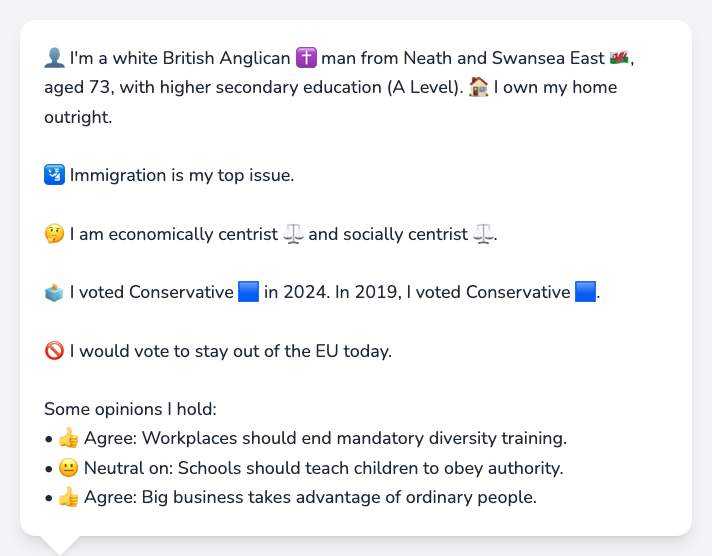 👤 I'm a white British Anglican ✝️ man from Neath and Swansea East 🏴󠁧󠁢󠁷󠁬󠁳󠁿,
aged 73, with higher secondary education (A Level). 🏠 I own my home
outright.
🛂 Immigration is my top issue.
🤔 I am economically centrist ⚖️ and socially centrist ⚖️.
🗳️ I voted Conservative 🟦 in 2024. In 2019, I voted Conservative 🟦.
🚫 I would vote to stay out of the EU today.
Some opinions I hold:
• 👍 Agree: Workplaces should end mandatory diversity training.
• 😐 Neutral on: Schools should teach children to obey authority.
• 👍 Agree: Big business takes advantage of ordinary people.